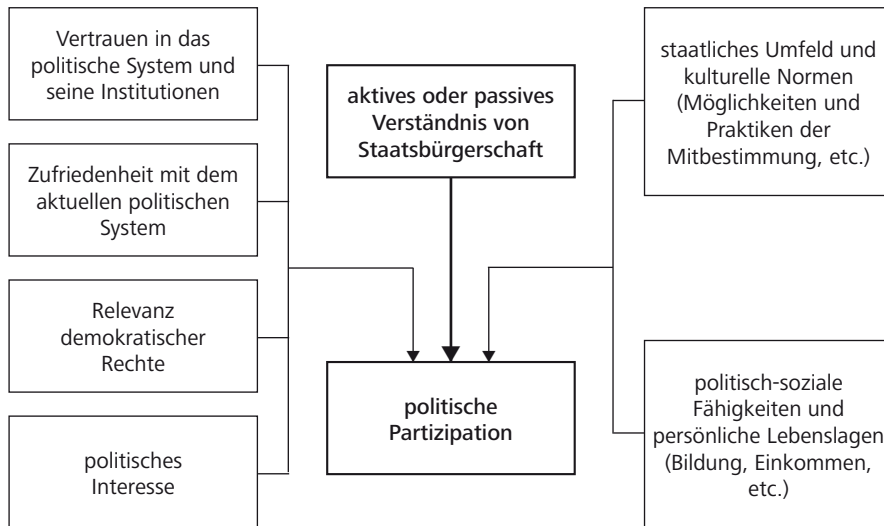 Vertrauen in das
politische System und
seine Institutionen
Zufriedenheit mit dem
aktuellen politischen
System
Relevanz
demokratischer
Rechte
politisches
Interesse
aktives oder passives
Verständnis von
Staatsbürgerschaft
politische
Partizipation
staatliches Umfeld und
kulturelle Normen
(Möglichkeiten und
Praktiken der
Mitbestimmung, etc.)
politisch-soziale
Fähigkeiten und
persönliche Lebenslagen
(Bildung, Einkommen,
etc.)